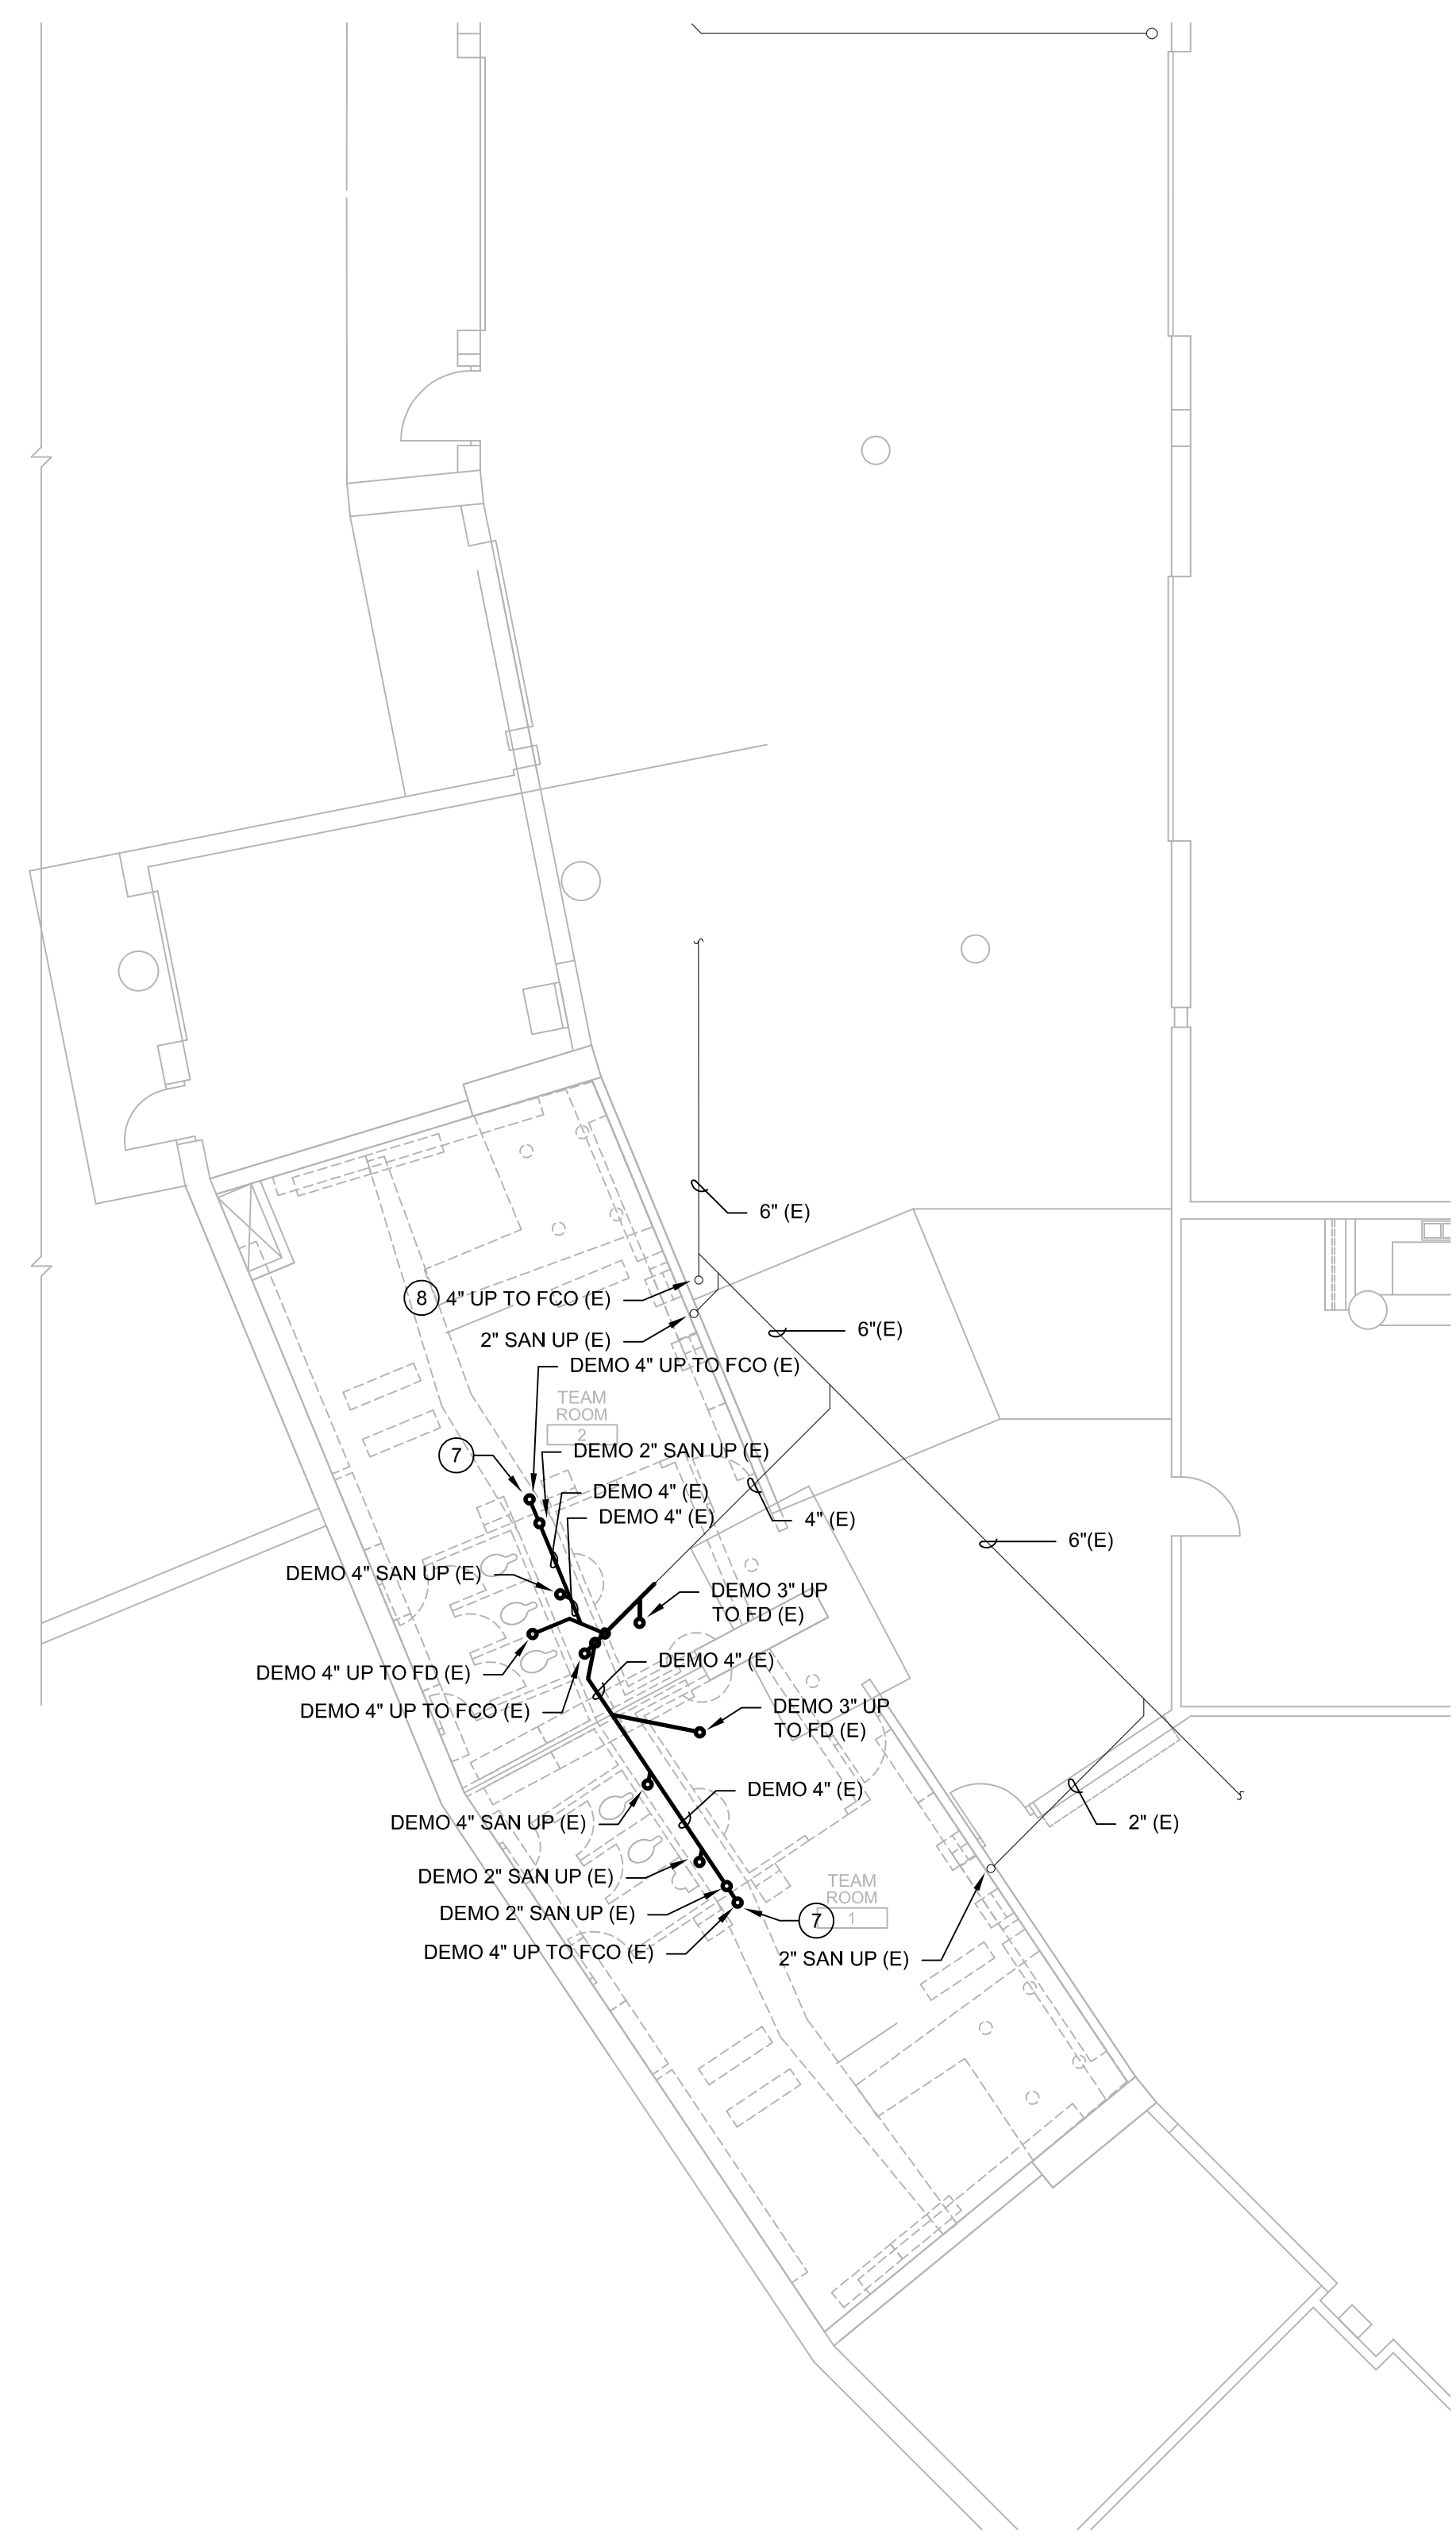 6" (E)
8
4" UP TO FCO (E)
2" SAN UP (E)
6"(E)
DEMO 4" UP TO FCO (E)
TEAM
ROOM
2
7
DEMO 2" SAN UP (E)
DEMO 4" (E)
DEMO 4" (E)
4" (E)
6"(E)
DEMO 4" SAN UP (E)
DEMO 3" UP
TO FD (E)
DEMO 4" UP TO FD (E)
DEMO 4" (E)
DEMO 4" UP TO FCO (E)
DEMO 3" UP
TO FD (E)
DEMO 4" (E)
DEMO 4" SAN UP (E)
2" (E)
DEMO 2" SAN UP (E)
TEAM
ROOM
1
DEMO 2" SAN UP (E)
7
DEMO 4" UP TO FCO (E)
2" SAN UP (E)